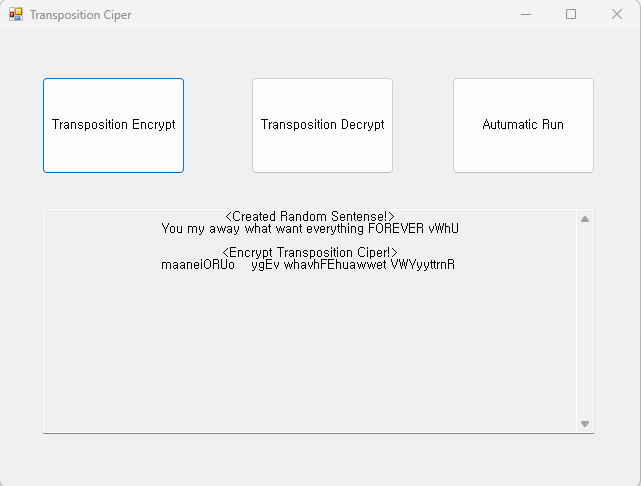 Transposition Ciper
Transposition Encrypt
Transposition Decrypt
Autumatic Run
<Created Random Sentense!>
You my away what want everything FOREVER vWhU
<Encrypt Transposition Ciper!>
maaneiORUo    ygEv whavhFEhuawwet VWYyyttrnR